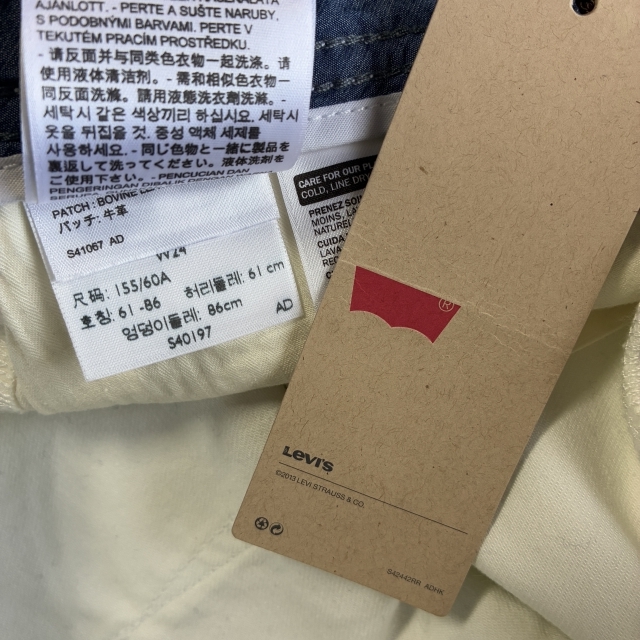 AJÁNLOTT. - PERTE A SUŠTE NARUBY.
S PODOBNÝMI BARVAMI. PERTE V
TEKUTÉM PRACÍM PROSTŘEDKU.
- 请反面并与同类色衣物一起洗涤。请
使用液体清洁剂。- 需和相似色衣物一
同反面洗滌。請用液態洗衣劑洗滌。-
세탁시 같은 색상끼리 하십시요. 세탁시
옷을 뒤집을 것. 중성 액체 세제를
사용하세요. - 同じ色物と一緒に製品を
裏返して洗ってください。液体洗剤を
ご使用下さい。- PENCUCIAN DAN
PENGERINGAN DIBALIK
PATCH: BOVINE
パッチ: 牛革
S41067 AD
W24
尺码: 155/60A 허리둘레: 61 cm
호칭: 61 -86
엉덩이둘레: 86cm AD
S40197
CARE FOR OUR
COLD, LINE
PRENEZ
MOINS,
CUIDA
Levi's
©2013 LEVI STRAUSS & CO.
S42442RR ADHK